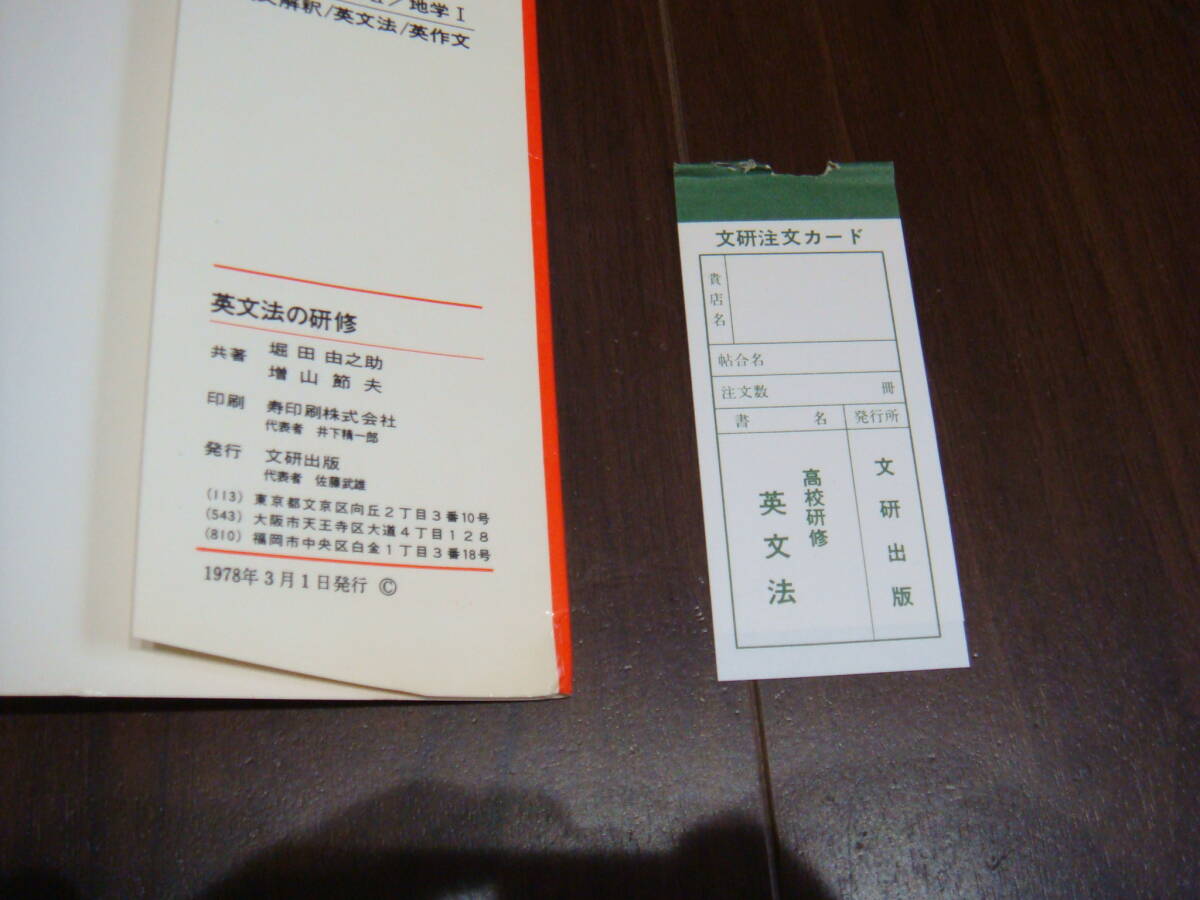 ／地学Ⅰ
解釈/英文法/英作文
英文法の研修
共著 堀田由之助
増山節夫
印刷 寿印刷株式会社
代表者 井下精一郎
発行 文研出版
代表者 佐藤武雄
(113) 東京都文京区向丘２丁目３番10号
(543) 大阪市天王寺区大道４丁目１２８
(810) 福岡市中央区白金１丁目３番18号
1978年３月１日発行 ©
文研注文カード
貴店名
帖合名
注文数 冊
書名 発行所
高校研修
英文法
文研出版